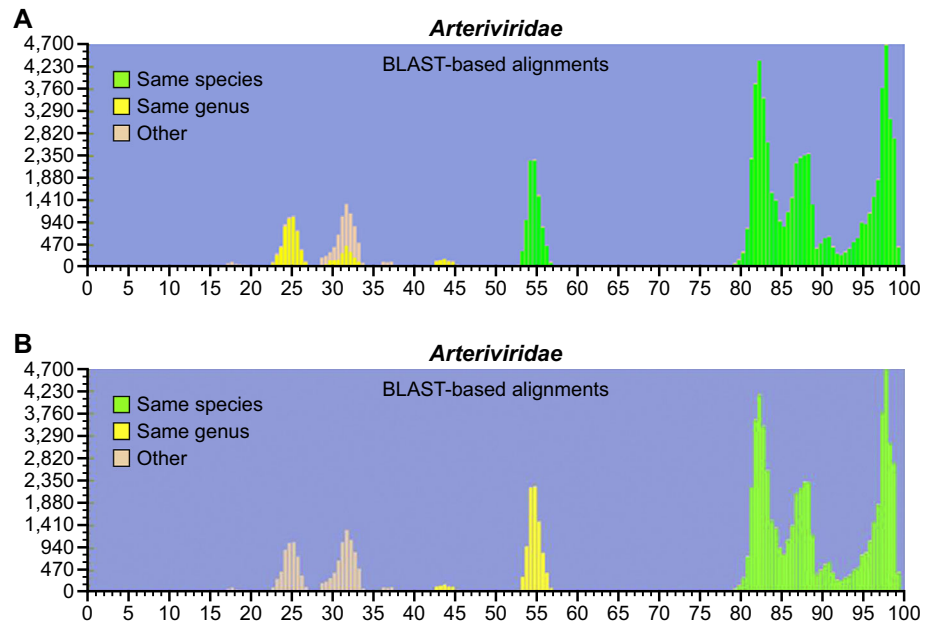 A
Arteriviridae
BLAST-based alignments
Same species
Same genus
Other
4,700
4,230
3,760
3,290
2,820
2,350
1,880
1,410
940
470
0
0 5 10 15 20 25 30 35 40 45 50 55 60 65 70 75 80 85 90 95 100
B
Arteriviridae
BLAST-based alignments
Same species
Same genus
Other
4,700
4,230
3,760
3,290
2,820
2,350
1,880
1,410
940
470
0
0 5 10 15 20 25 30 35 40 45 50 55 60 65 70 75 80 85 90 95 100